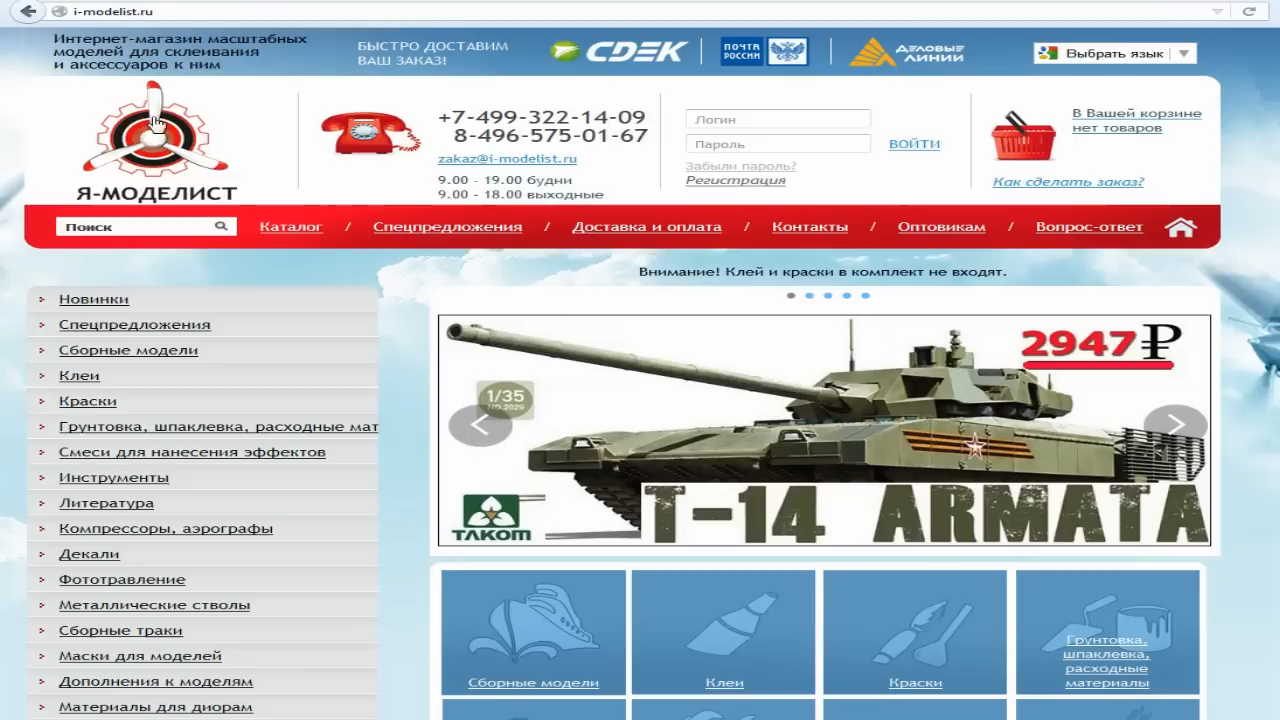 i-modelist.ru
Интернет-магазин масштабных
моделей для склеивания
и аксессуаров к ним
БЫСТРО ДОСТАВИМ
ВАШ ЗАКАЗ!
CDEK
ПОЧТА
РОССИИ
ДЕЛОВЫЕ
ЛИНИИ
Выбрать язык
Я-МОДЕЛИСТ
+7-499-322-14-09
8-496-575-01-67
zakaz@i-modelist.ru
9.00 - 19.00 будни
9.00 - 18.00 выходные
Логин
Пароль
ВОЙТИ
Забыли пароль?
Регистрация
В Вашей корзине
нет товаров
Как сделать заказ?
Поиск
Каталог / Спецпредложения / Доставка и оплата / Контакты / Оптовикам / Вопрос-ответ
Внимание! Клей и краски в комплект не входят.
Новинки
Спецпредложения
Сборные модели
Клеи
Краски
Грунтовка, шпаклевка, расходные мат
Смеси для нанесения эффектов
Инструменты
Литература
Компрессоры, аэрографы
Декали
Фототравление
Металлические стволы
Сборные траки
Маски для моделей
Дополнения к моделям
Материалы для диорам
2947 ₽
1/35
NO.2029
TAKOM
T-14 ARMATA
Сборные модели
Клеи
Краски
Грунтовка,
шпаклевка,
расходные
материалы